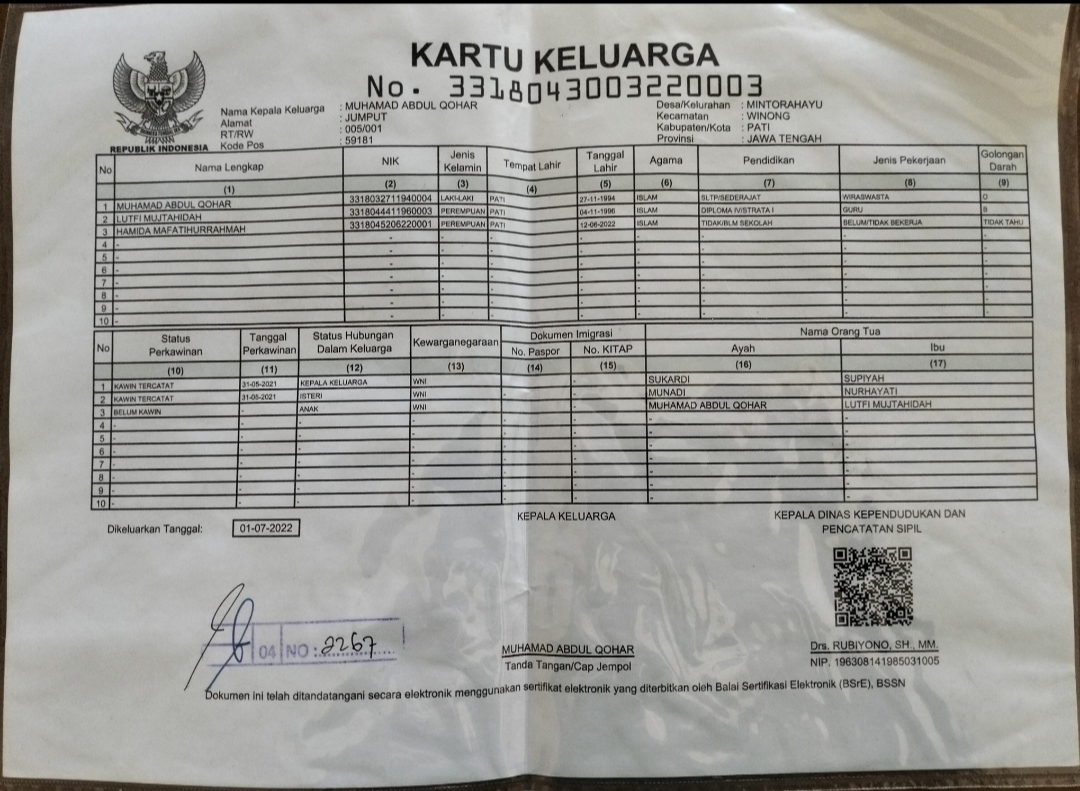 KARTU KELUARGA
No. 3318043003220003
REPUBLIK INDONESIA
Nama Kepala Keluarga : MUHAMAD ABDUL QOHAR
Alamat : JUMPUT
RT/RW : 005/001
Kode Pos : 59181
Desa/Kelurahan : MINTORAHAYU
Kecamatan : WINONG
Kabupaten/Kota : PATI
Provinsi : JAWA TENGAH
No Nama Lengkap NIK Jenis Kelamin Tempat Lahir Tanggal Lahir Agama Pendidikan Jenis Pekerjaan Golongan Darah
(1) (2) (3) (4) (5) (6) (7) (8) (9)
1 MUHAMAD ABDUL QOHAR 3318032711940004 LAKI-LAKI PATI 27-11-1994 ISLAM SLTP/SEDERAJAT WIRASWASTA O
2 LUTFI MUJTAHIDAH 3318044411960003 PEREMPUAN PATI 04-11-1996 ISLAM DIPLOMA IV/STRATA I GURU B
3 HAMIDA MAFATIHURRAHMAH 3318045206220001 PEREMPUAN PATI 12-06-2022 ISLAM TIDAK/BLM SEKOLAH BELUM/TIDAK BEKERJA TIDAK TAHU
4 - - - - - - - - -
5 - - - - - - - - -
6 - - - - - - - - -
7 - - - - - - - - -
8 - - - - - - - - -
9 - - - - - - - - -
10 - - - - - - - - -
No Status Perkawinan Tanggal Perkawinan Status Hubungan Dalam Keluarga Kewarganegaraan Dokumen Imigrasi Nama Orang Tua
No. Paspor No. KITAP Ayah Ibu
(10) (11) (12) (13) (14) (15) (16) (17)
1 KAWIN TERCATAT 31-05-2021 KEPALA KELUARGA WNI - - SUKARDI SUPIYAH
2 KAWIN TERCATAT 31-05-2021 ISTERI WNI - - MUNADI NURHAYATI
3 BELUM KAWIN - ANAK WNI - - MUHAMAD ABDUL QOHAR LUTFI MUJTAHIDAH
4 - - - - - - - -
5 - - - - - - - -
6 - - - - - - - -
7 - - - - - - - -
8 - - - - - - - -
9 - - - - - - - -
10 - - - - - - - -
Dikeluarkan Tanggal: 01-07-2022
KEPALA KELUARGA
KEPALA DINAS KEPENDUDUKAN DAN
PENCATATAN SIPIL
04 NO : 2267
MUHAMAD ABDUL QOHAR
Tanda Tangan/Cap Jempol
Drs. RUBIYONO, SH., MM.
NIP. 196308141985031005
Dokumen ini telah ditandatangani secara elektronik menggunakan sertifikat elektronik yang diterbitkan oleh Balai Sertifikasi Elektronik (BSrE), BSSN